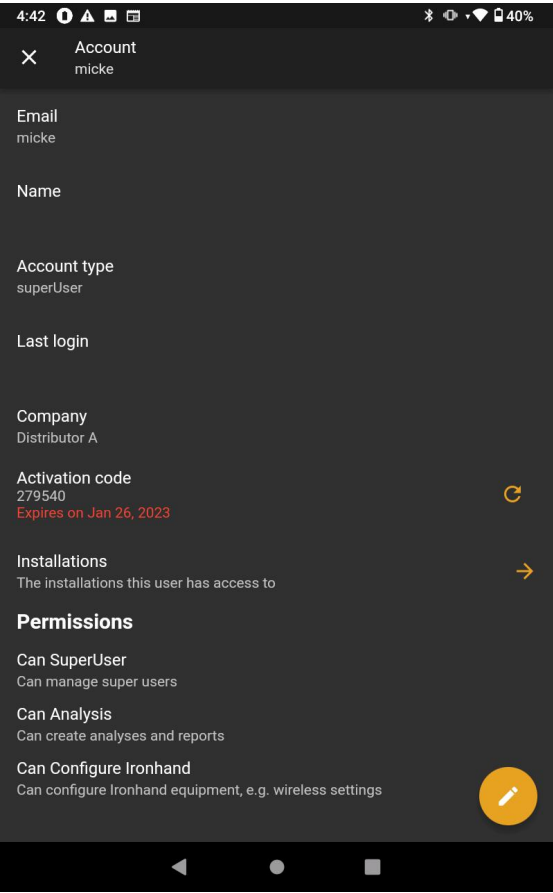 4:42
40%
Account
micke
Email
micke
Name
Account type
superUser
Last login
Company
Distributor A
Activation code
279540
Expires on Jan 26, 2023
Installations
The installations this user has access to
Permissions
Can SuperUser
Can manage super users
Can Analysis
Can create analyses and reports
Can Configure Ironhand
Can configure Ironhand equipment, e.g. wireless settings